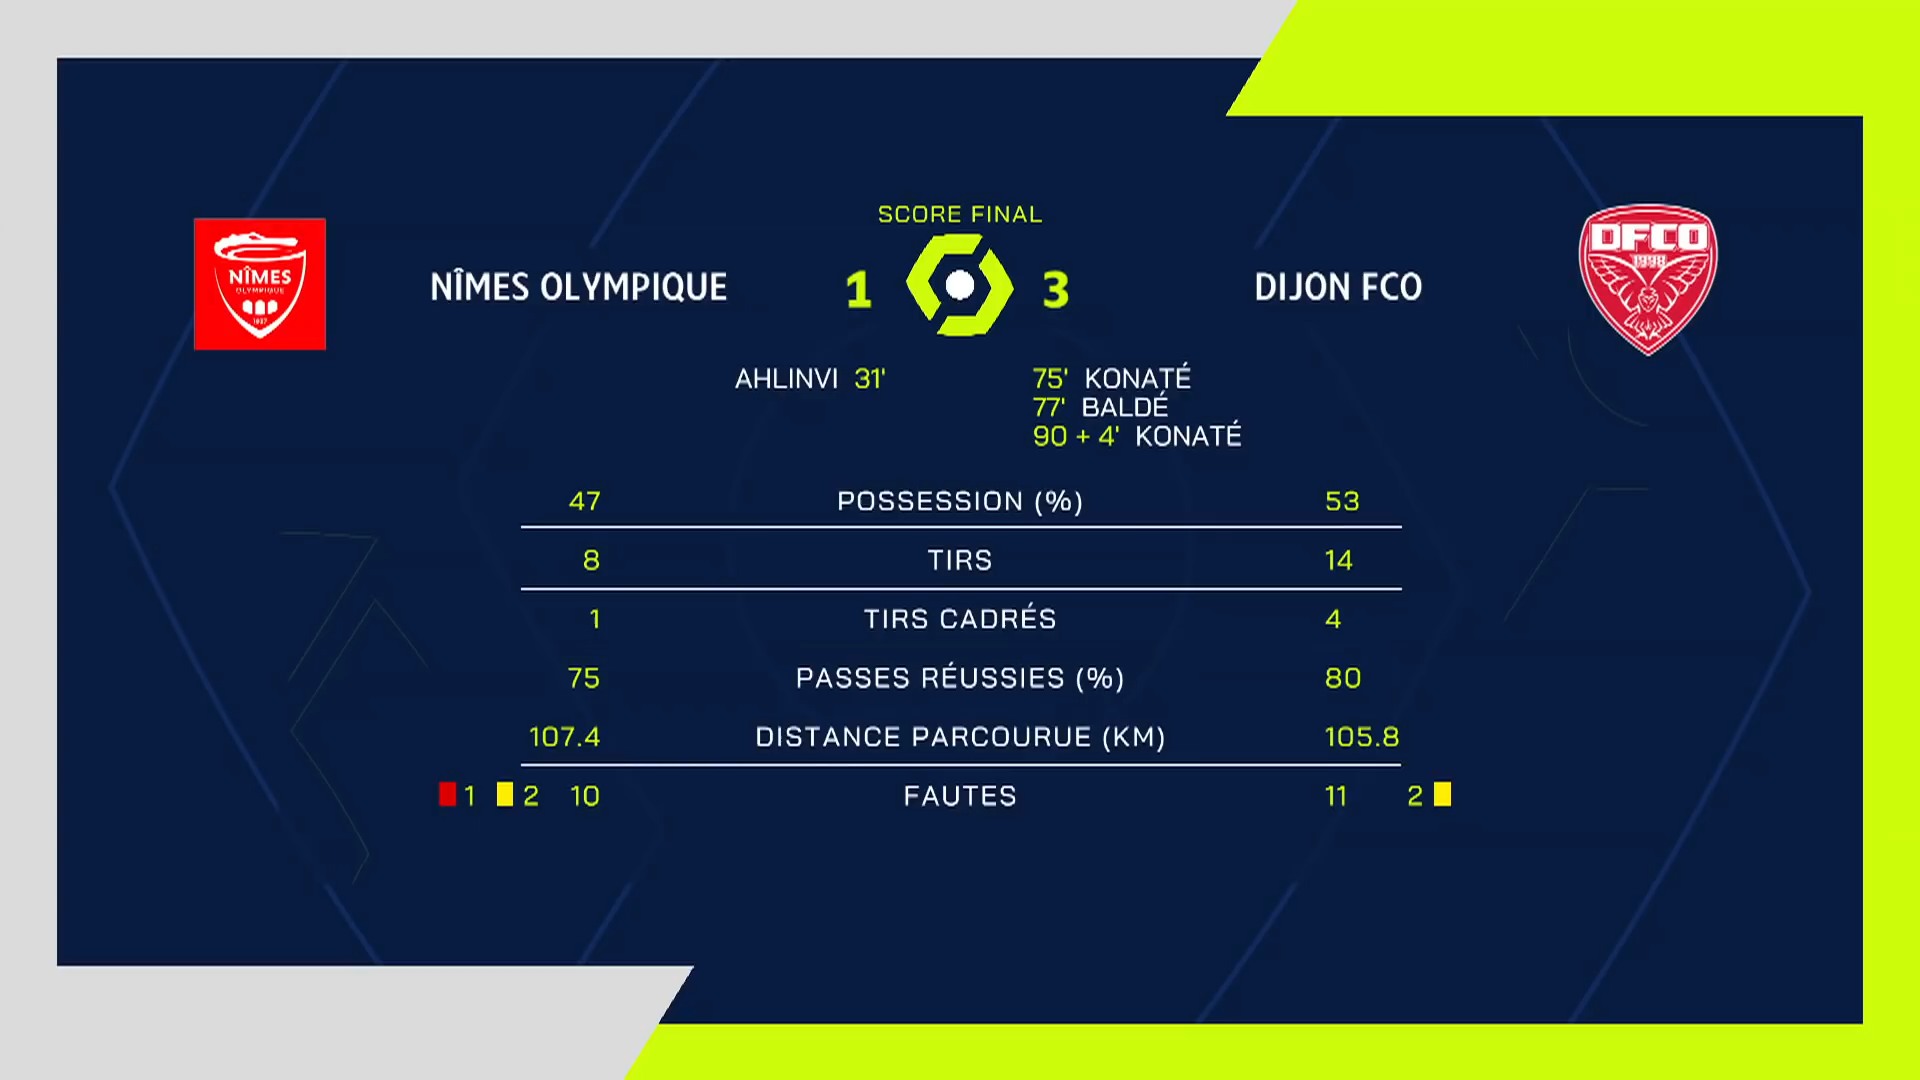 SCORE FINAL
NÎMES OLYMPIQUE 1 3 DIJON FCO
NÎMES
OLYMPIQUE
1937
DFCO
1998
AHLINVI 31' 75' KONATÉ
77' BALDÉ
90 + 4' KONATÉ
47 POSSESSION (%) 53
8 TIRS 14
1 TIRS CADRÉS 4
75 PASSES RÉUSSIES (%) 80
107.4 DISTANCE PARCOURUE (KM) 105.8
1 2 10 FAUTES 11 2